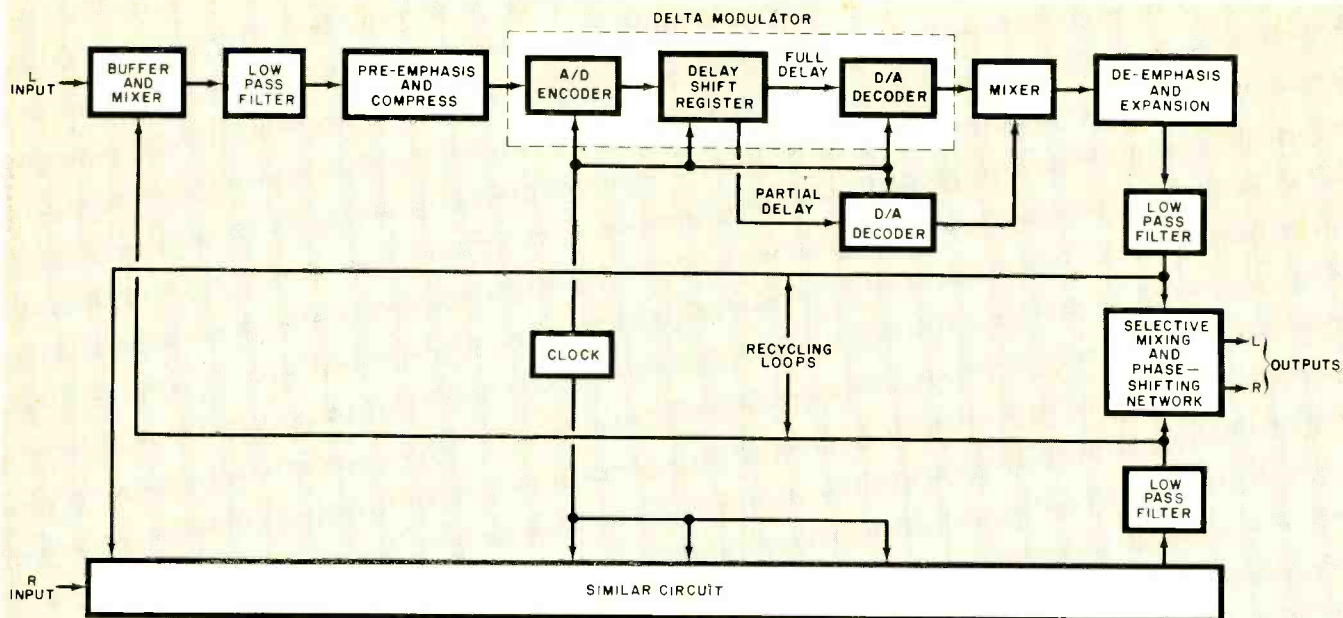 DELTA MODULATOR
L
INPUT
BUFFER
AND
MIXER
LOW
PASS
FILTER
PRE-EMPHASIS
AND
COMPRESS
A/D
ENCODER
DELAY
SHIFT
REGISTER
FULL
DELAY
D/A
DECODER
MIXER
DE-EMPHASIS
AND
EXPANSION
PARTIAL
DELAY
D/A
DECODER
LOW
PASS
FILTER
CLOCK
RECYCLING
LOOPS
SELECTIVE
MIXING
AND
PHASE—
SHIFTING
NETWORK
L
R
OUTPUTS
LOW
PASS
FILTER
R
INPUT
SIMILAR CIRCUIT